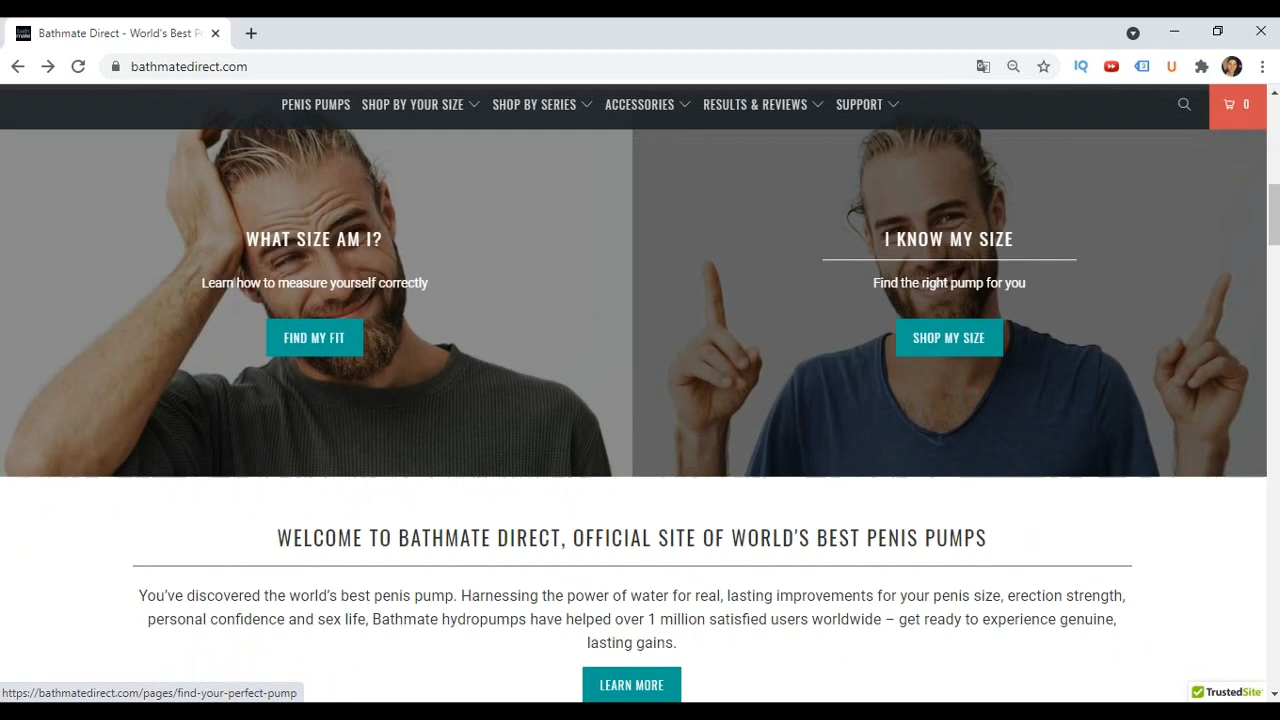 Bathmate Direct - World's Best P
bathmatedirect.com
IQ
U
PENIS PUMPS SHOP BY YOUR SIZE SHOP BY SERIES ACCESSORIES RESULTS & REVIEWS SUPPORT 0
WHAT SIZE AM I?
Learn how to measure yourself correctly
FIND MY FIT
I KNOW MY SIZE
Find the right pump for you
SHOP MY SIZE
WELCOME TO BATHMATE DIRECT, OFFICIAL SITE OF WORLD'S BEST PENIS PUMPS
You've discovered the world's best penis pump. Harnessing the power of water for real, lasting improvements for your penis size, erection strength,
personal confidence and sex life, Bathmate hydropumps have helped over 1 million satisfied users worldwide – get ready to experience genuine,
lasting gains.
LEARN MORE
https://bathmatedirect.com/pages/find-your-perfect-pump
TrustedSite